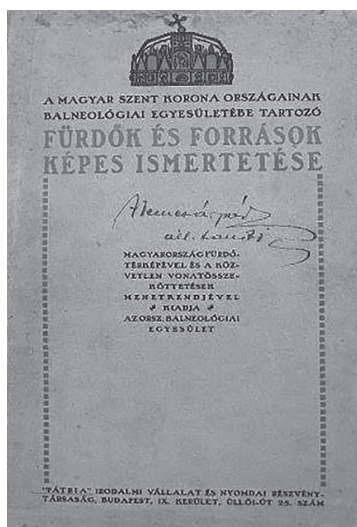 A MAGYAR SZENT KORONA ORSZÁGAINAK
BALNEOLÓGIAI EGYESÜLETÉBE TARTOZÓ
FÜRDŐK ÉS FORRÁSOK
KÉPES ISMERTETÉSE
MAGYARORSZÁG FÜRDŐ-
TÉRKÉPÉVEL ÉS A KÖZ-
VETLEN VONATÖSSZE-
KÖTTETÉSEK
MENETRENDJÉVEL
KIADJA
AZ ORSZ. BALNEOLÓGIAI
EGYESÜLET
"PÁTRIA" IRODALMI VÁLLALAT ÉS NYOMDAI RÉSZVÉNY-
TÁRSASÁG, BUDAPEST, IX. KERÜLET, ÜLLŐI-ÚT 25. SZÁM